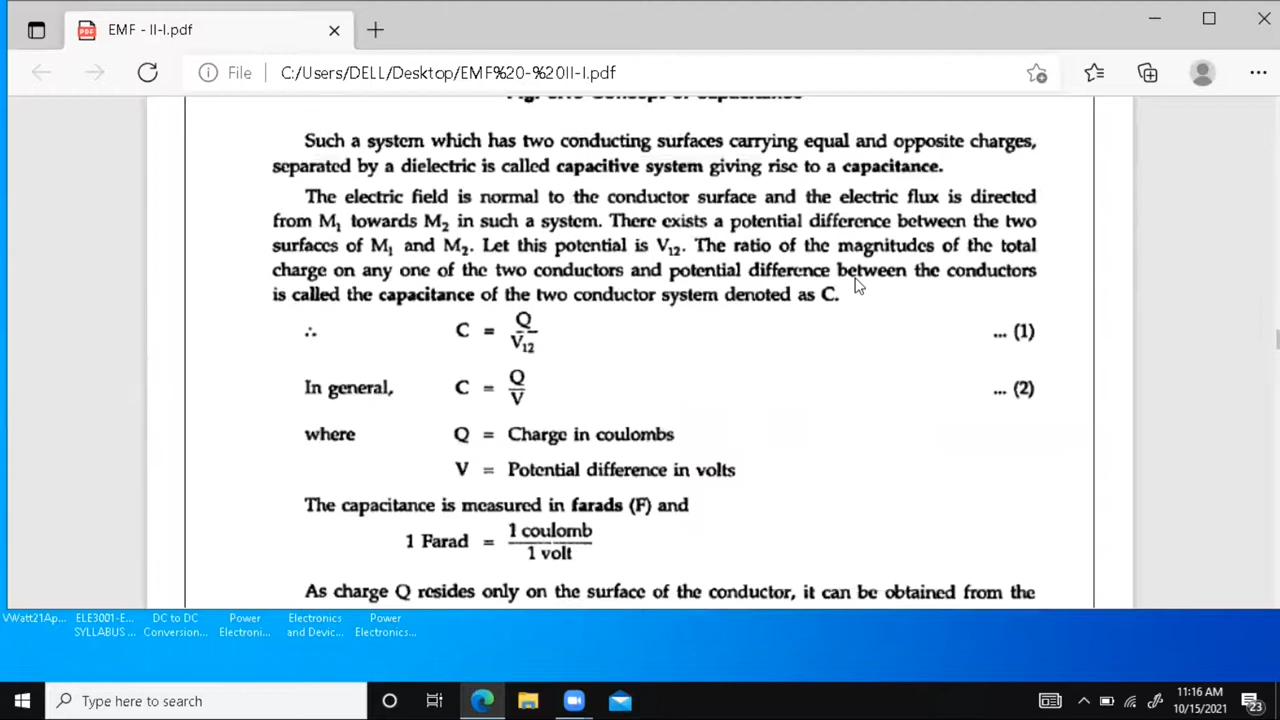 EMF - II-I.pdf
File
C:/Users/DELL/Desktop/EMF%20-%20II-I.pdf
Such a system which has two conducting surfaces carrying equal and opposite charges,
separated by a dielectric is called capacitive system giving rise to a capacitance.
The electric field is normal to the conductor surface and the electric flux is directed
from M₁ towards M₂ in such a system. There exists a potential difference between the two
surfaces of M₁ and M₂. Let this potential is V₁₂. The ratio of the magnitudes of the total
charge on any one of the two conductors and potential difference between the conductors
is called the capacitance of the two conductor system denoted as C.
∴ C = Q/V₁₂ ... (1)
In general, C = Q/V ... (2)
where Q = Charge in coulombs
V = Potential difference in volts
The capacitance is measured in farads (F) and
1 Farad = 1 coulomb/1 volt
As charge Q resides only on the surface of the conductor, it can be obtained from the
VWatt21Ap... ELE3001-E... DC to DC Power Electronics Power
SYLLABUS ... Conversion... Electroni... and Devic... Electronics...
Type here to search
11:16 AM
10/15/2021
23